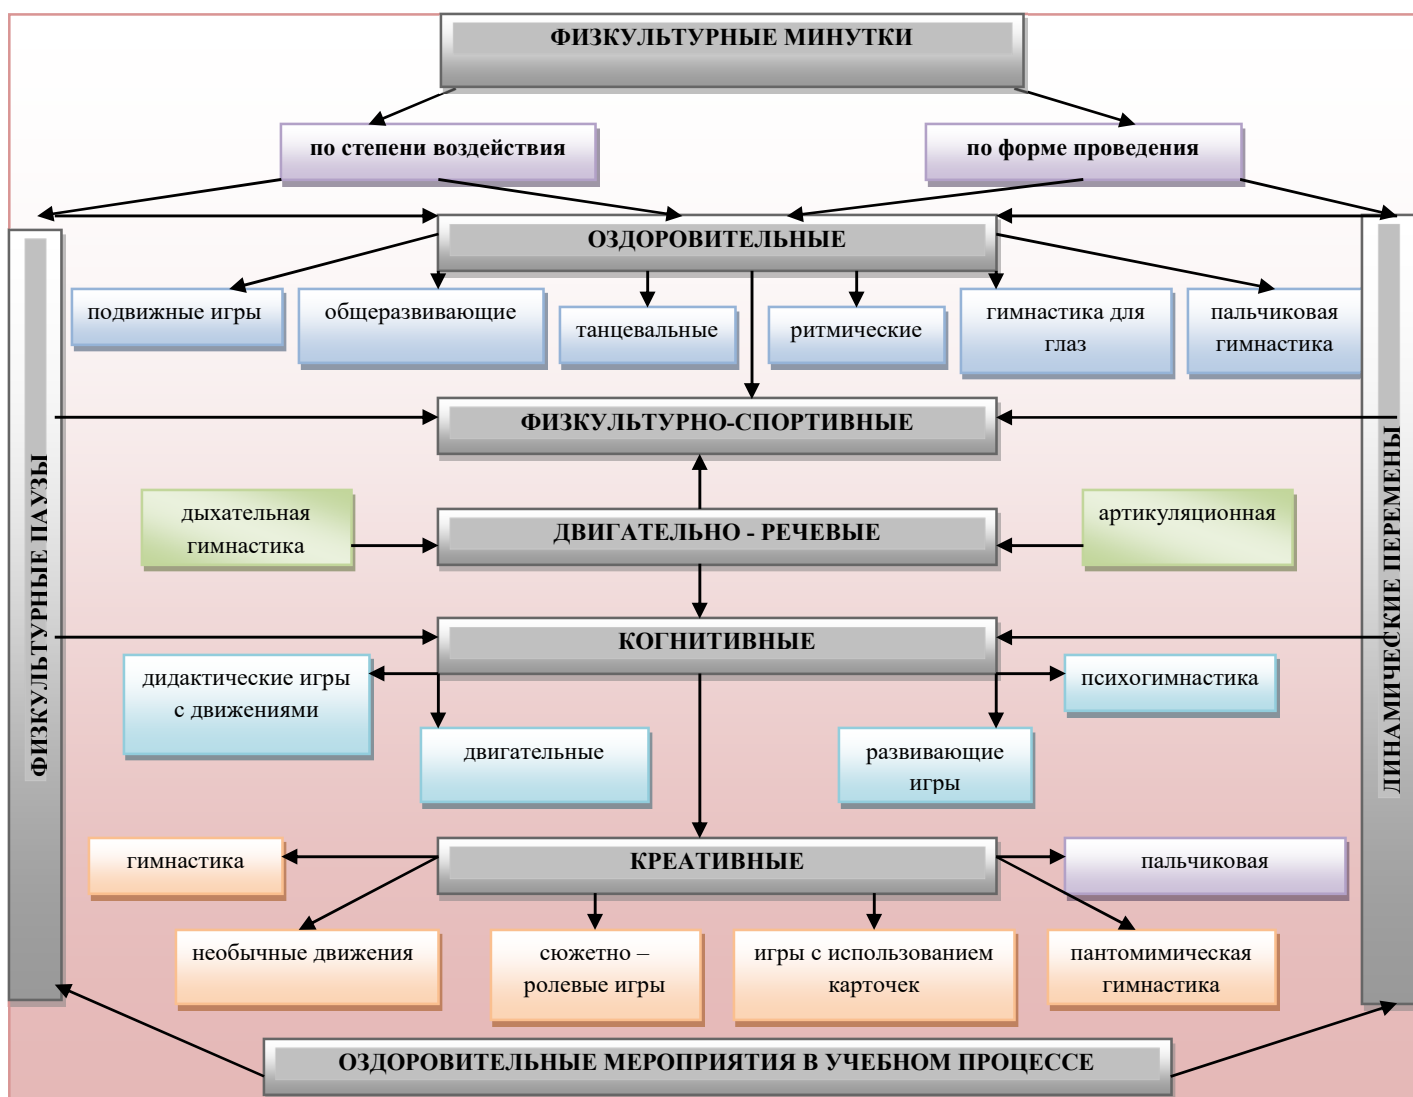 ФИЗКУЛЬТУРНЫЕ МИНУТКИ
по степени воздействия
по форме проведения
ОЗДОРОВИТЕЛЬНЫЕ
подвижные игры
общеразвивающие
танцевальные
ритмические
гимнастика для
глаз
пальчиковая
гимнастика
ФИЗКУЛЬТУРНО-СПОРТИВНЫЕ
ФИЗКУЛЬТУРНЫЕ ПАУЗЫ
ДИНАМИЧЕСКИЕ ПЕРЕМЕНЫ
дыхательная
гимнастика
ДВИГАТЕЛЬНО - РЕЧЕВЫЕ
артикуляционная
КОГНИТИВНЫЕ
дидактические игры
с движениями
двигательные
развивающие
игры
психогимнастика
КРЕАТИВНЫЕ
гимнастика
пальчиковая
необычные движения
сюжетно –
ролевые игры
игры с использованием
карточек
пантомимическая
гимнастика
ОЗДОРОВИТЕЛЬНЫЕ МЕРОПРИЯТИЯ В УЧЕБНОМ ПРОЦЕССЕ